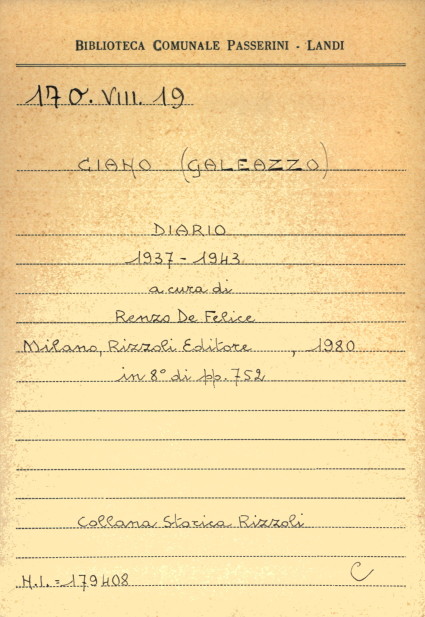 BIBLIOTECA COMUNALE PASSERINI - LANDI
170. VIII. 19
CIANO (GALEAZZO)
DIARIO
1937 - 1943
a cura di
Renzo De Felice
Milano, Rizzoli Editore , 1980
in 8° di pp. 752
Collana Storica Rizzoli
N.I. = 179408 C